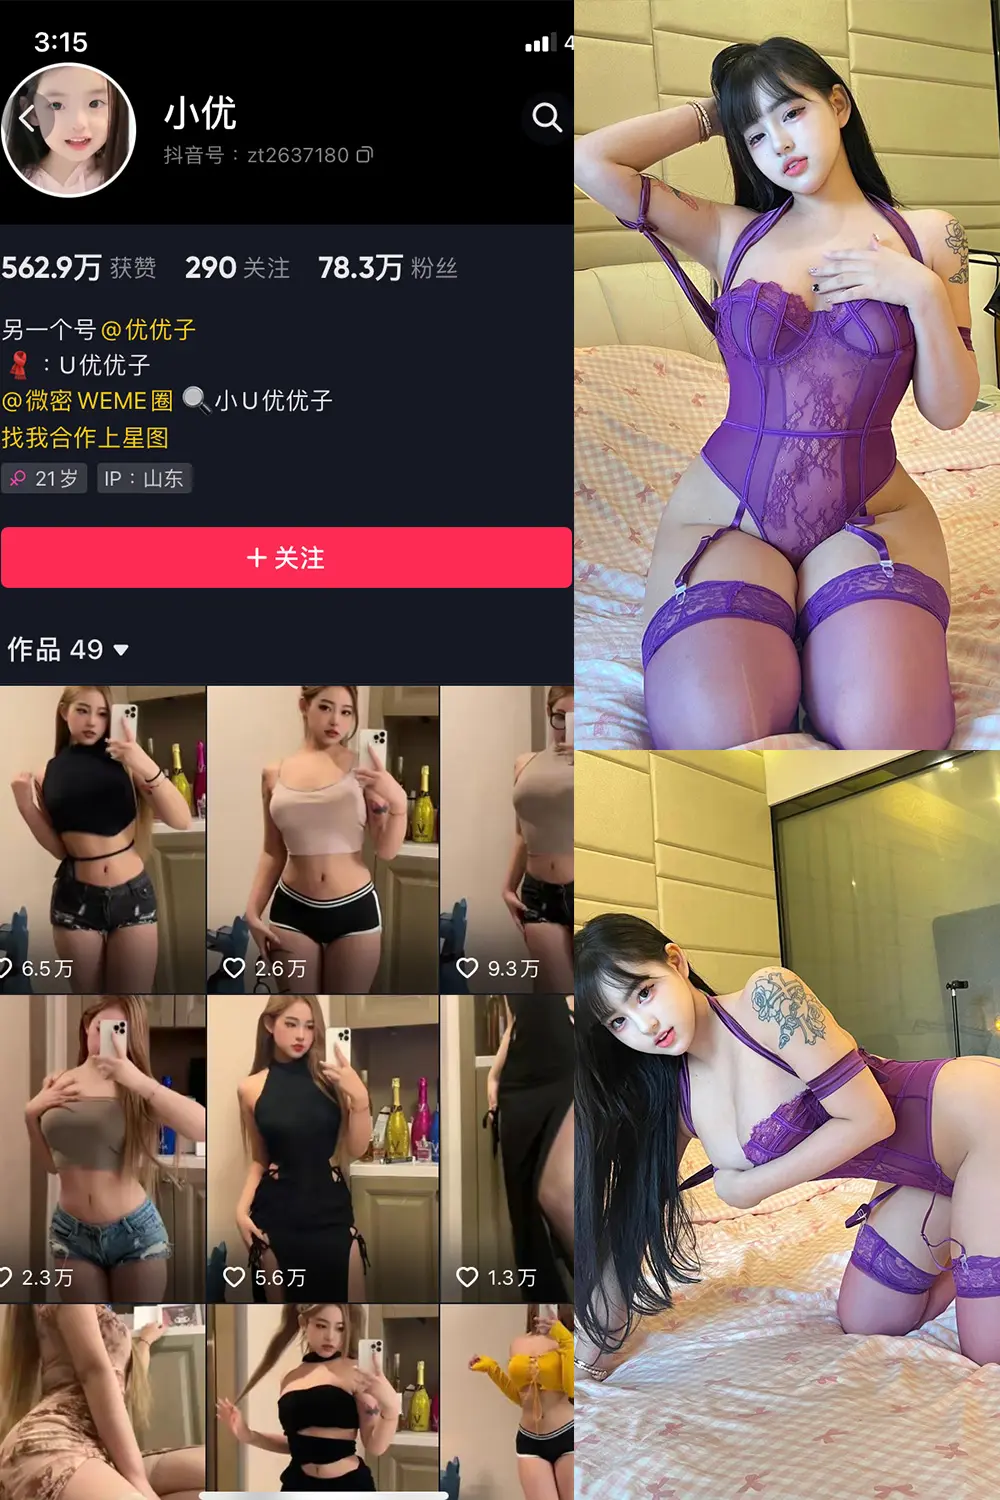 3:15
4
小优
抖音号：zt2637180
562.9万 获赞 290 关注 78.3万 粉丝
另一个号 @优优子
：U优优子
@微密 WEME圈 小U优优子
找我合作上星图
21岁 IP：山东
+ 关注
作品 49
6.5万 2.6万 9.3万
2.3万 5.6万 1.3万